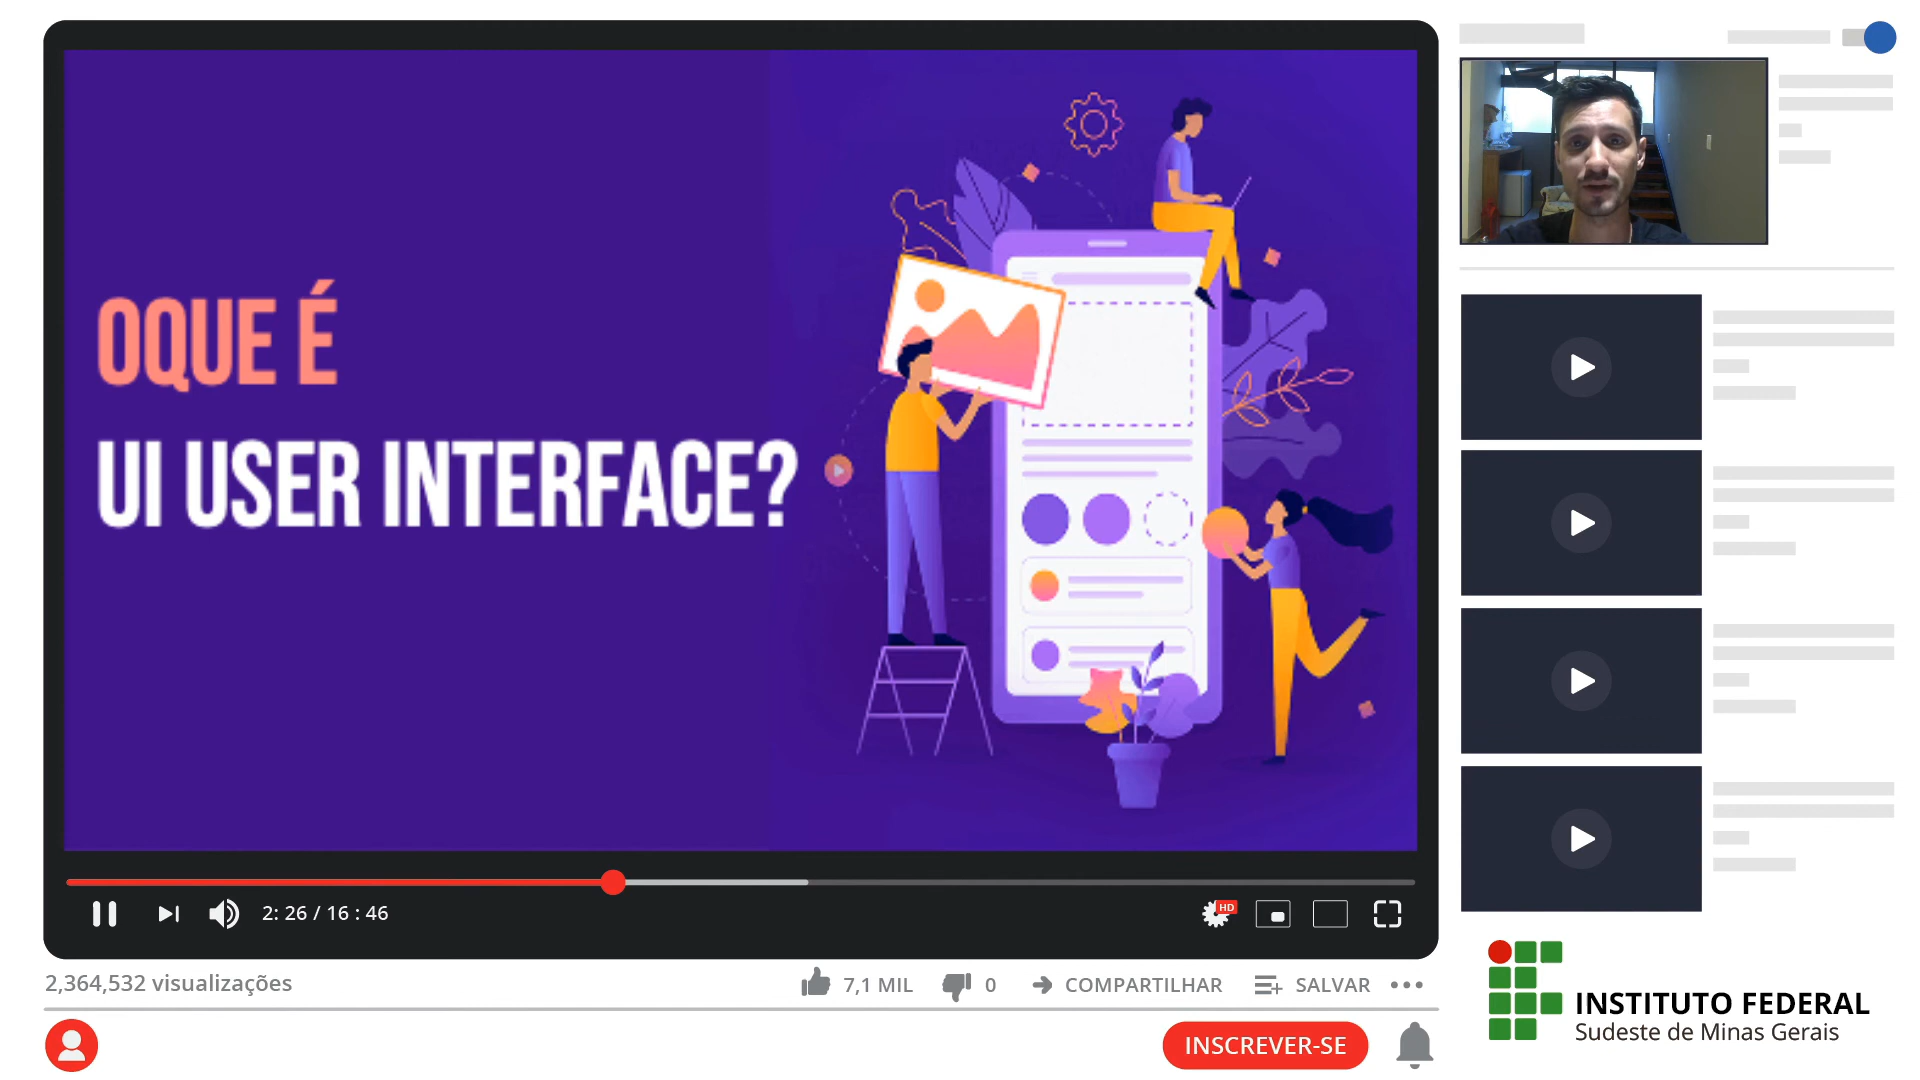 OQUE É
UI USER INTERFACE?
2: 26 / 16 : 46
HD
2,364,532 visualizações
7,1 MIL
0
COMPARTILHAR
SALVAR
INSCREVER-SE
INSTITUTO FEDERAL
Sudeste de Minas Gerais